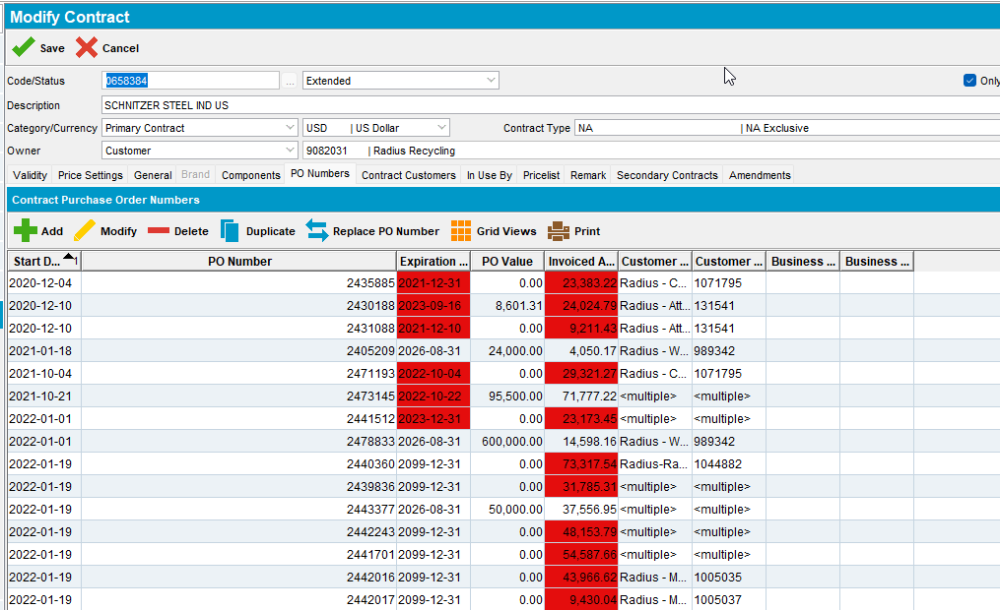 Modify Contract
Save Cancel
Code/Status 0658384 ... Extended Only
Description SCHNITZER STEEL IND US
Category/Currency Primary Contract USD | US Dollar Contract Type NA | NA Exclusive
Owner Customer 9082031 | Radius Recycling
Validity Price Settings General Brand Components PO Numbers Contract Customers In Use By Pricelist Remark Secondary Contracts Amendments
Contract Purchase Order Numbers
Add Modify Delete Duplicate Replace PO Number Grid Views Print
Start D... 1 PO Number Expiration ... PO Value Invoiced A... Customer ... Customer ... Business ... Business ...
2020-12-04 2435885 2021-12-31 0.00 23,383.22 Radius - C... 1071795
2020-12-10 2430188 2023-09-16 8,601.31 24,024.79 Radius - Att... 131541
2020-12-10 2431088 2021-12-10 0.00 9,211.43 Radius - Att... 131541
2021-01-18 2405209 2026-08-31 24,000.00 4,050.17 Radius - W... 989342
2021-10-04 2471193 2022-10-04 0.00 29,321.27 Radius - C... 1071795
2021-10-21 2473145 2022-10-22 95,500.00 71,777.22 <multiple> <multiple>
2022-01-01 2441512 2023-12-31 0.00 23,173.45 <multiple> <multiple>
2022-01-01 2478833 2026-08-31 600,000.00 14,598.16 Radius - W... 989342
2022-01-19 2440360 2099-12-31 0.00 73,317.54 Radius-Ra... 1044882
2022-01-19 2439836 2099-12-31 0.00 31,785.31 <multiple> <multiple>
2022-01-19 2443377 2026-08-31 50,000.00 37,556.95 <multiple> <multiple>
2022-01-19 2442243 2099-12-31 0.00 48,153.79 <multiple> <multiple>
2022-01-19 2441701 2099-12-31 0.00 54,587.66 <multiple> <multiple>
2022-01-19 2442016 2099-12-31 0.00 43,966.62 Radius - M... 1005035
2022-01-19 2442017 2099-12-31 0.00 9,430.04 Radius - M... 1005037